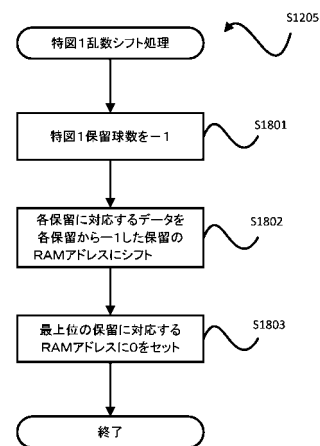 S1205
特図1乱数シフト処理
特図1保留球数を－1
S1801
各保留に対応するデータを
各保留から－1した保留の
RAMアドレスにシフト
S1802
最上位の保留に対応する
RAMアドレスに0をセット
S1803
終了